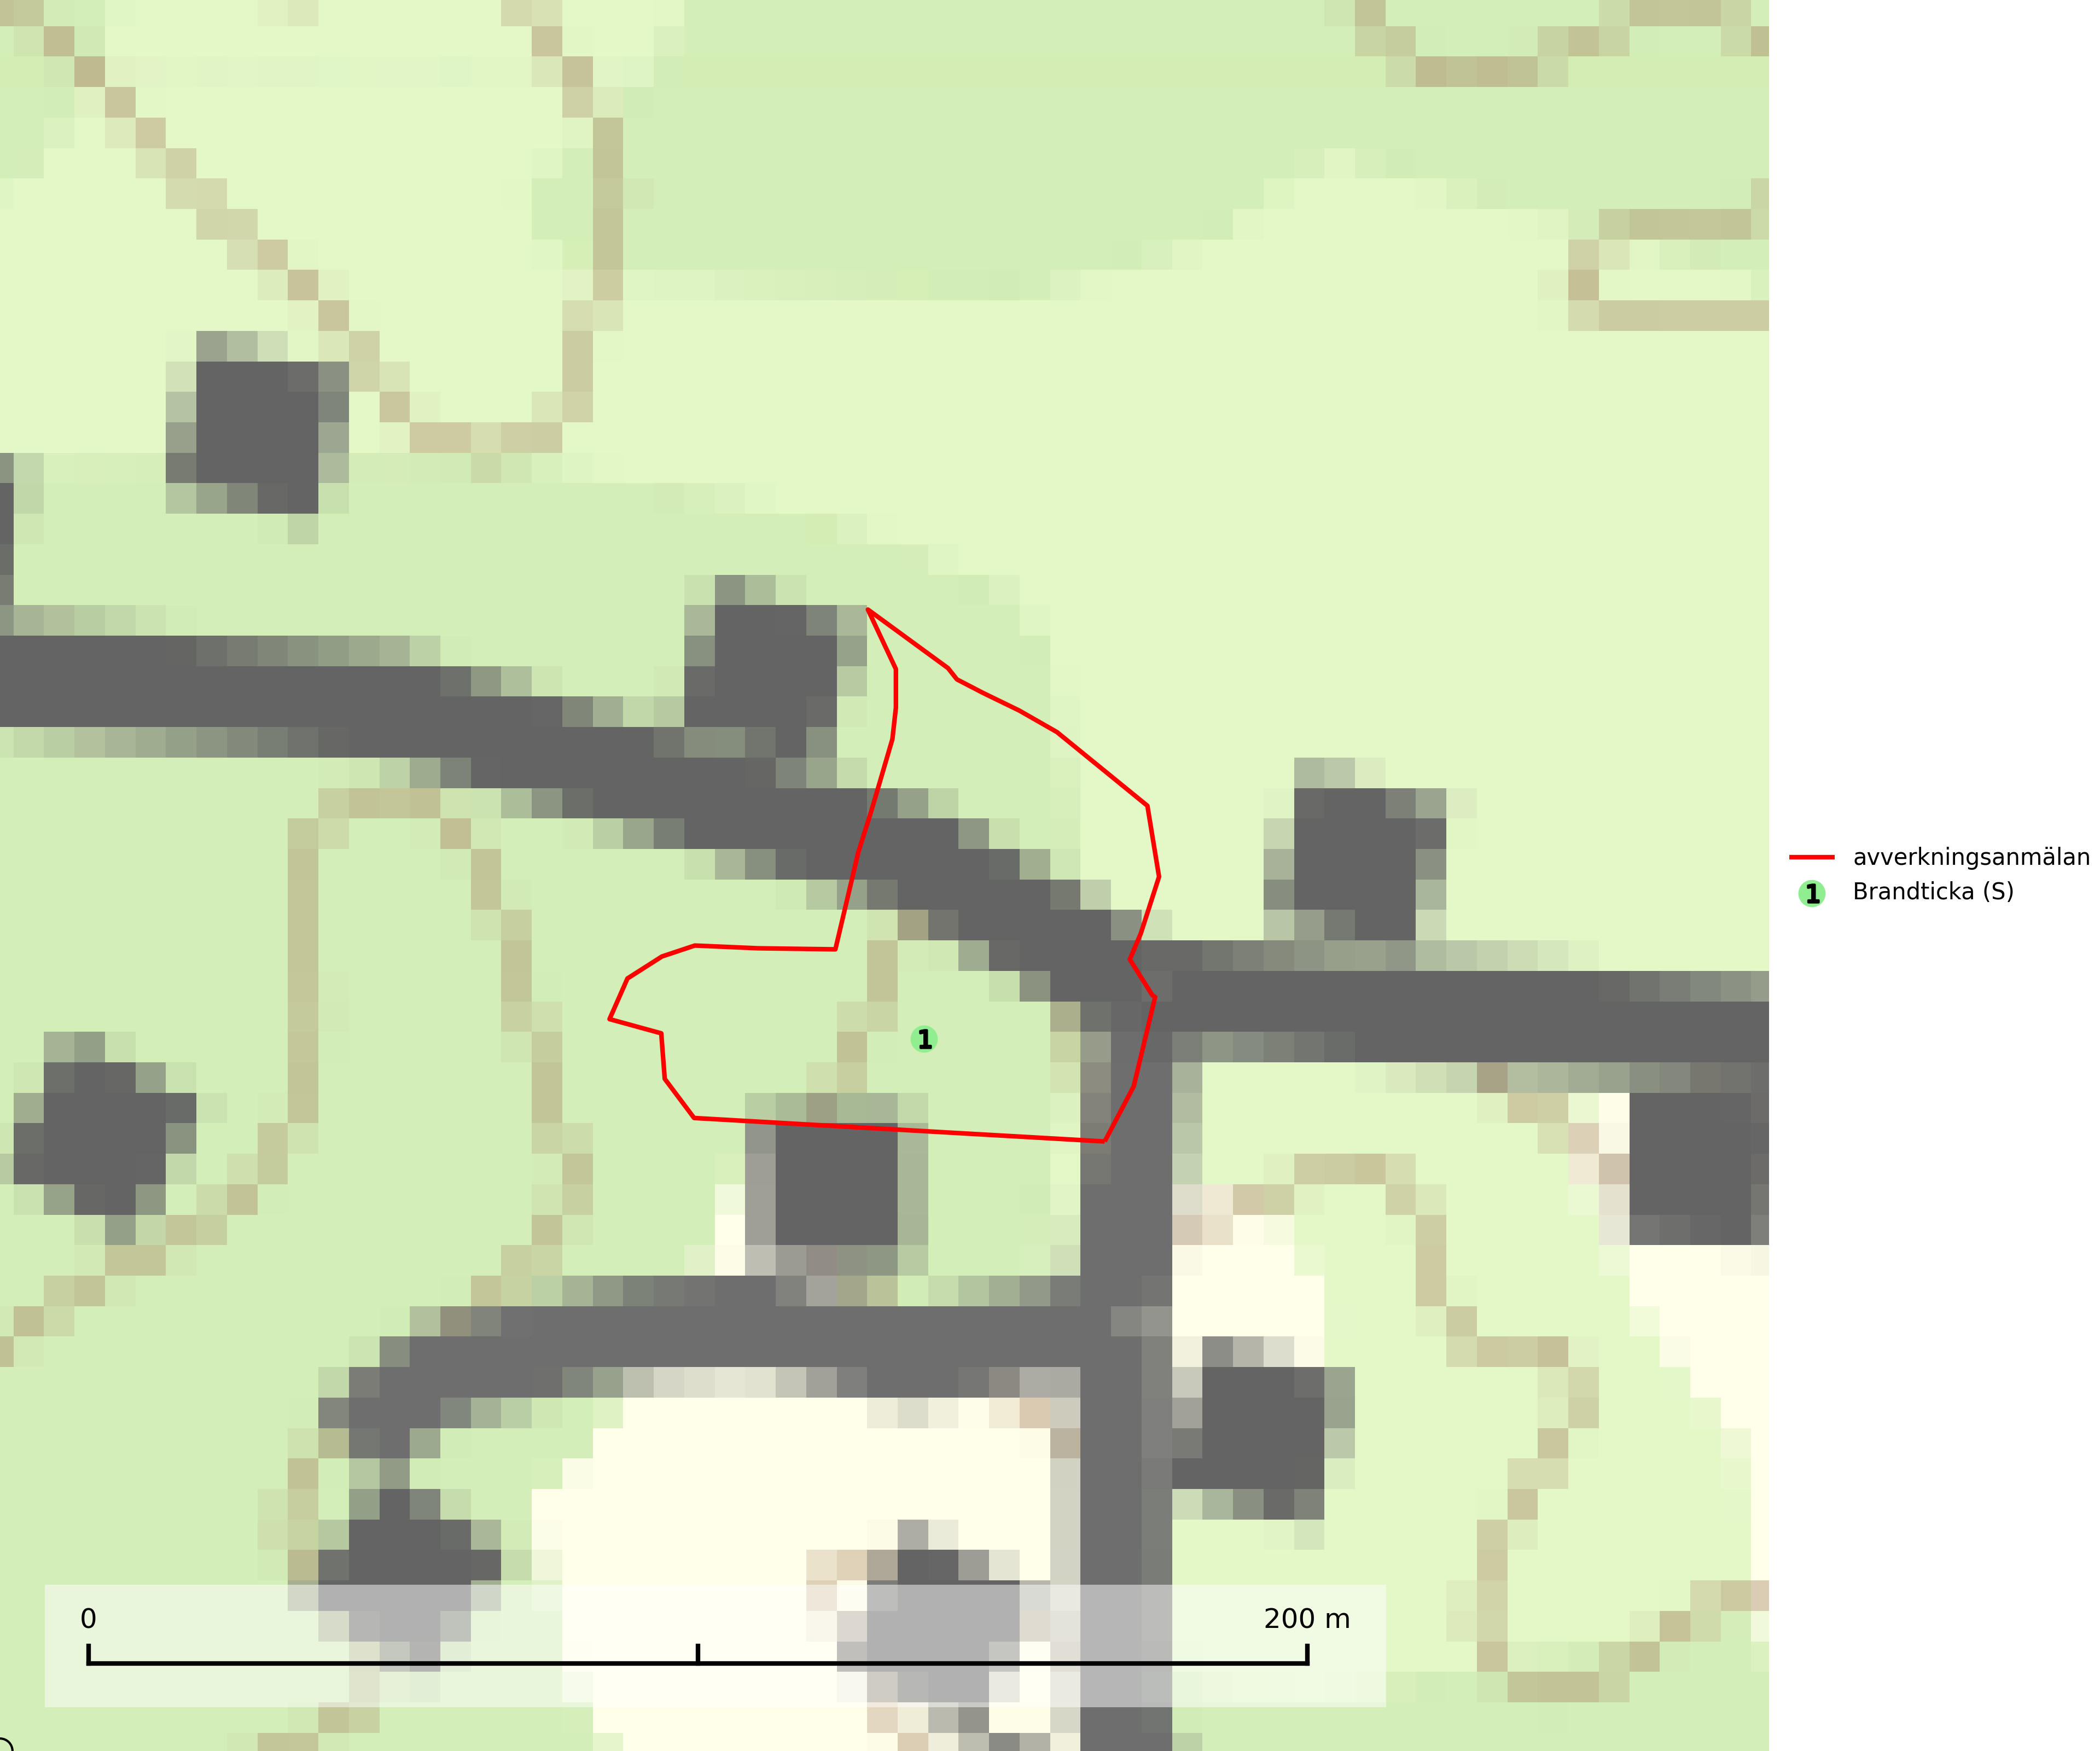 avverkningsanmälan
1 Brandticka (S)
1
0 200 m